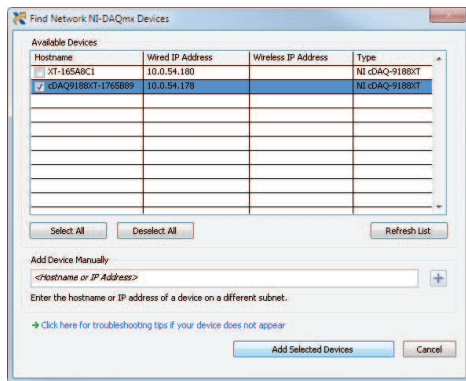 Find Network NI-DAQmx Devices
Available Devices
Hostname Wired IP Address Wireless IP Address Type
XT-165A8C1 10.0.54.180 NI cDAQ-9188XT
cDAQ9188XT-1765B89 10.0.54.178 NI cDAQ-9188XT
Select All Deselect All Refresh List
Add Device Manually
<Hostname or IP Address>
Enter the hostname or IP address of a device on a different subnet.
Click here for troubleshooting tips if your device does not appear
Add Selected Devices Cancel